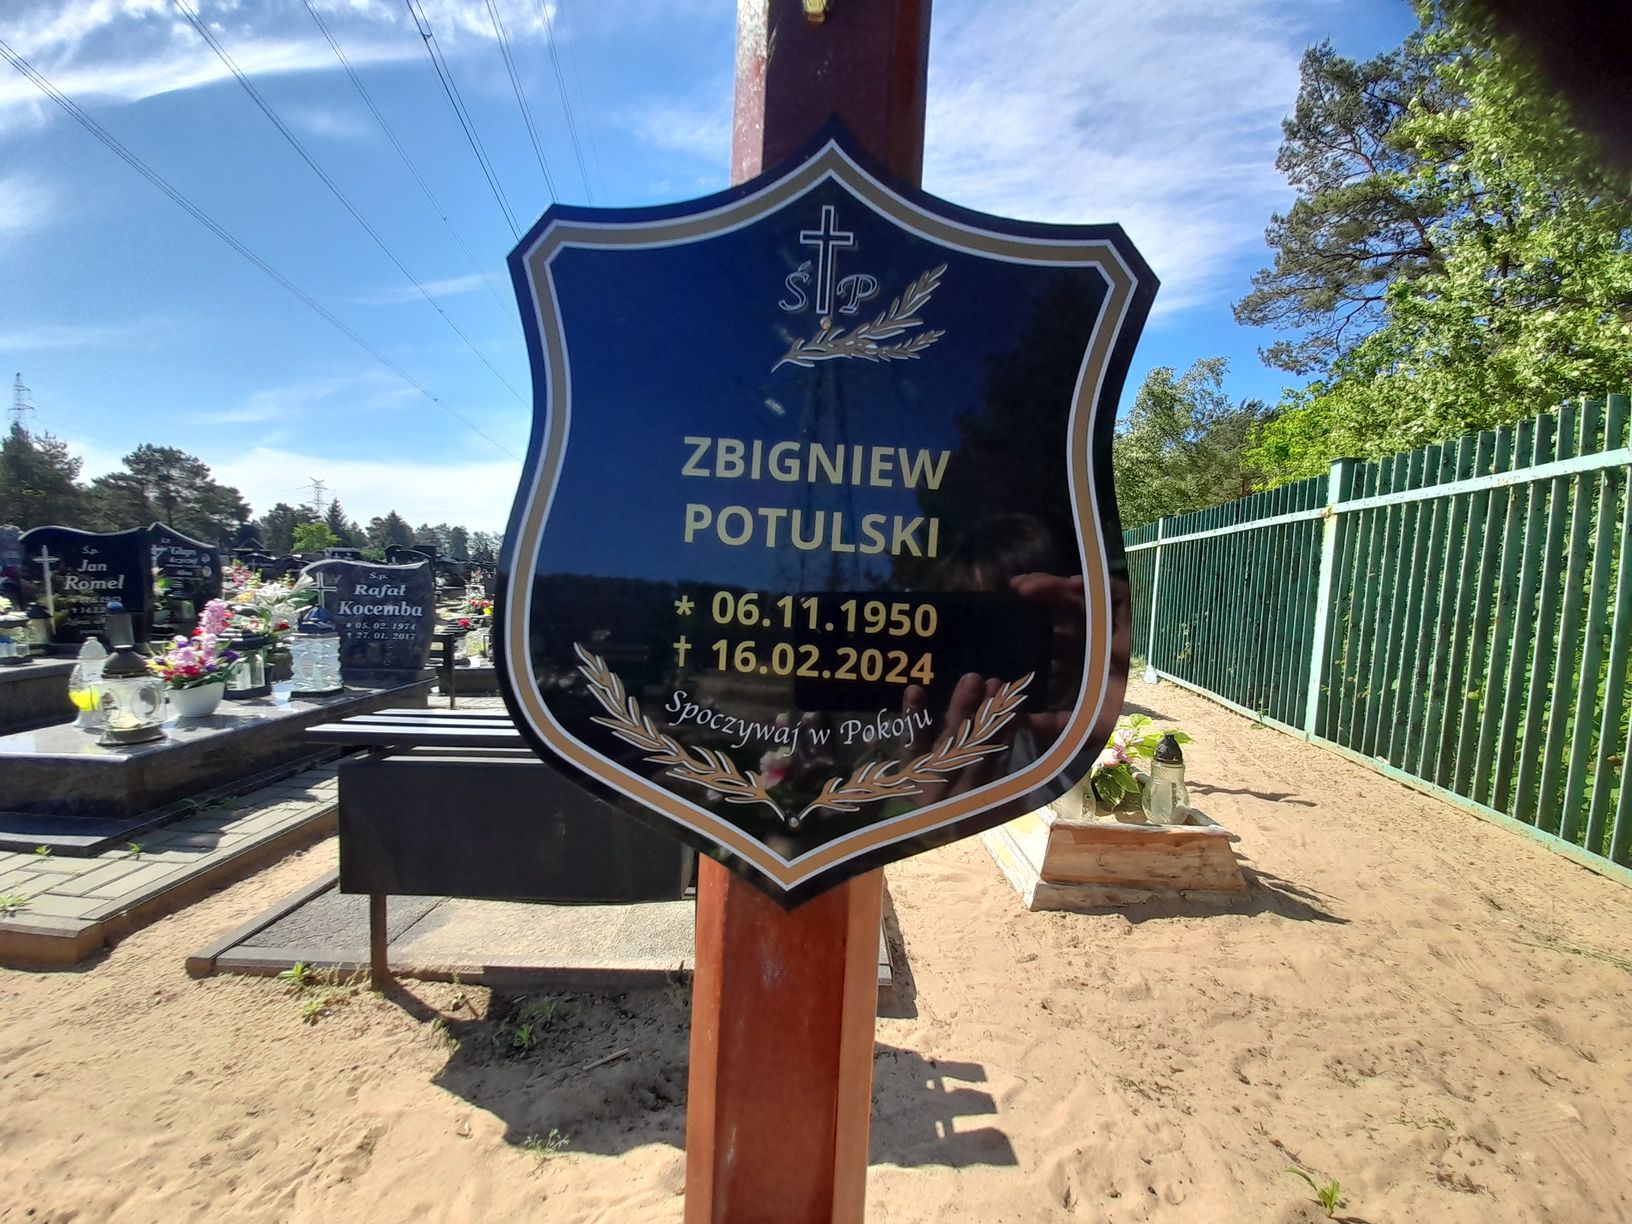 Ś P
ZBIGNIEW
POTULSKI
* 06.11.1950
† 16.02.2024
Spoczywaj w Pokoju
Ś.p.
Jan
Romel
Ś.p.
Rafał
Kocemba
* 05. 02. 1974
† 27. 01. 2017